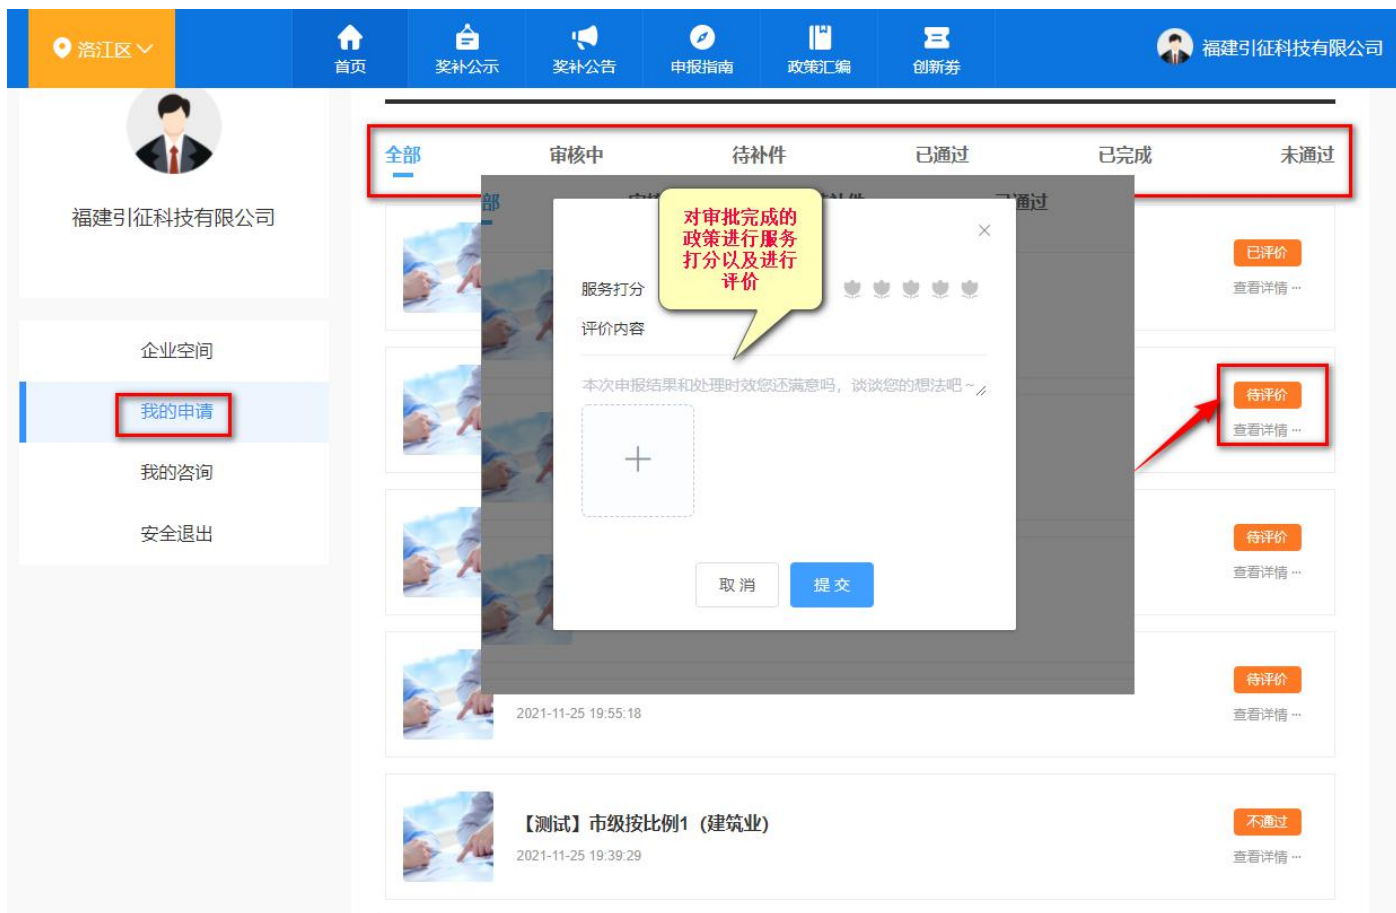 洛江区
首页
奖补公示
奖补公告
申报指南
政策汇编
创新券
福建引征科技有限公司
福建引征科技有限公司
企业空间
我的申请
我的咨询
安全退出
全部
审核中
待补件
已通过
已完成
未通过
部
通过
对审批完成的
政策进行服务
打分以及进行
评价
服务打分
评价内容
本次申报结果和处理时效您还满意吗，谈谈您的想法吧~
取 消
提 交
已评价
查看详情 ···
待评价
查看详情 ···
待评价
查看详情 ···
2021-11-25 19:55:18
待评价
查看详情 ···
【测试】市级按比例1（建筑业）
2021-11-25 19:39:29
不通过
查看详情 ···